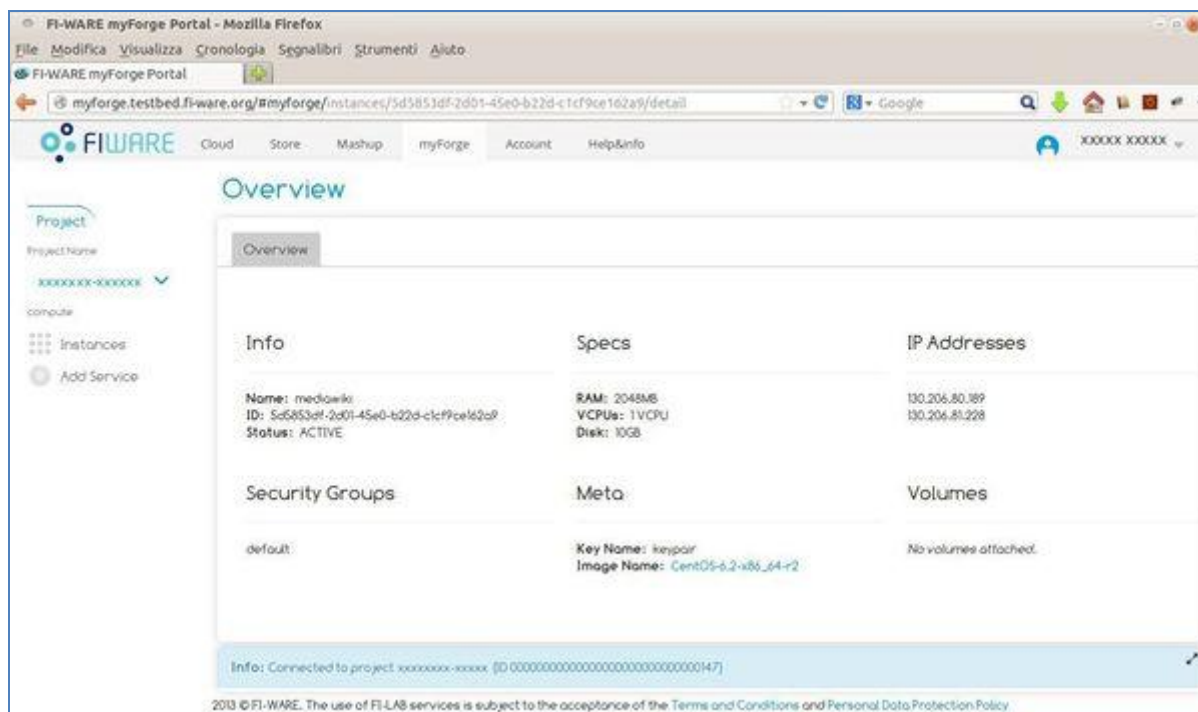 FI-WARE myForge Portal - Mozilla Firefox
File Modifica Visualizza Cronologia Segnalibri Strumenti Aiuto
FI-WARE myForge Portal
myforge.testbed.fi-ware.org/#myforge/instances/5d5853df-2d01-45e0-b22d-c1cf9ce162a9/detail Google
FIWARE Cloud Store Mashup myForge Account Help&info xxxxx xxxxx
Overview
Project
Project Name
xxxxxxx-xxxxxx
compute
Instances
Add Service
Overview
Info
Name: mediawiki
ID: 5d5853df-2d01-45e0-b22d-c1cf9ce162a9
Status: ACTIVE
Specs
RAM: 2048MB
VCPUs: 1 VCPU
Disk: 10GB
IP Addresses
130.206.80.189
130.206.81.228
Security Groups
default
Meta
Key Name: keypair
Image Name: CentOS-6.2-x86_64-r2
Volumes
No volumes attached.
Info: Connected to project xxxxxxxx-xxxxx
2013 © FI-WARE. The use of FI-LAB services is subject to the acceptance of the Terms and Conditions and Personal Data Protection Policy